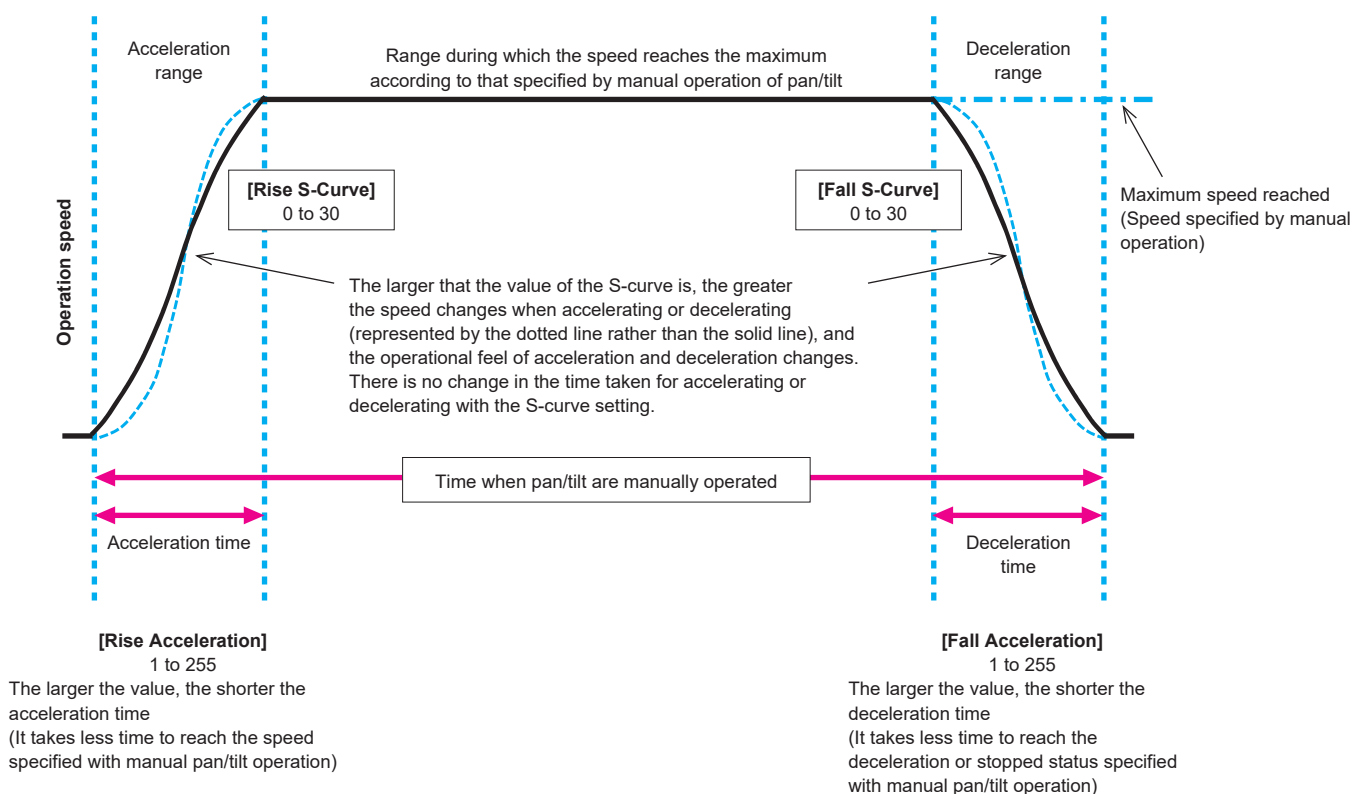 Acceleration
range
Range during which the speed reaches the maximum
according to that specified by manual operation of pan/tilt
Deceleration
range
Operation speed
[Rise S-Curve]
0 to 30
[Fall S-Curve]
0 to 30
Maximum speed reached
(Speed specified by manual
operation)
The larger that the value of the S-curve is, the greater
the speed changes when accelerating or decelerating
(represented by the dotted line rather than the solid line), and
the operational feel of acceleration and deceleration changes.
There is no change in the time taken for accelerating or
decelerating with the S-curve setting.
Time when pan/tilt are manually operated
Acceleration time
Deceleration
time
[Rise Acceleration]
1 to 255
The larger the value, the shorter the
acceleration time
(It takes less time to reach the speed
specified with manual pan/tilt operation)
[Fall Acceleration]
1 to 255
The larger the value, the shorter the
deceleration time
(It takes less time to reach the
deceleration or stopped status specified
with manual pan/tilt operation)